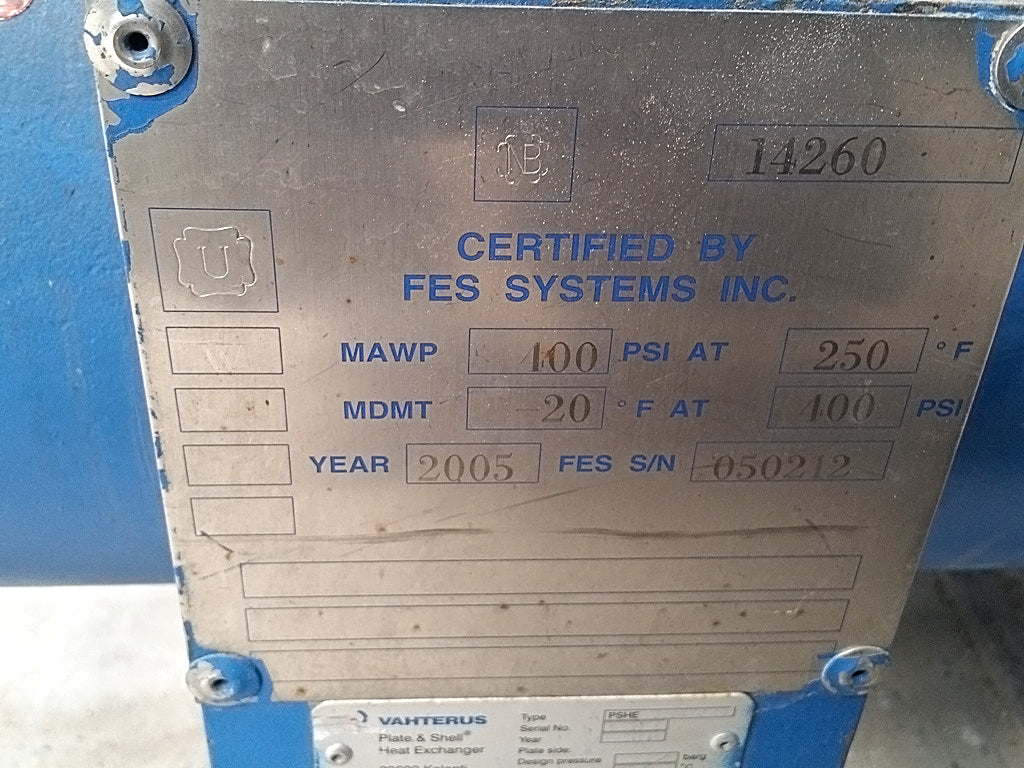 NB
14260
U
CERTIFIED BY
FES SYSTEMS INC.
W MAWP 400 PSI AT 250 °F
MDMT -20 °F AT 400 PSI
YEAR 2005 FES S/N 050212
VAHTERUS
Plate & Shell®
Heat Exchanger
Type PSHE
Serial No.
Year
Plate side:
Design pressure barg
°C